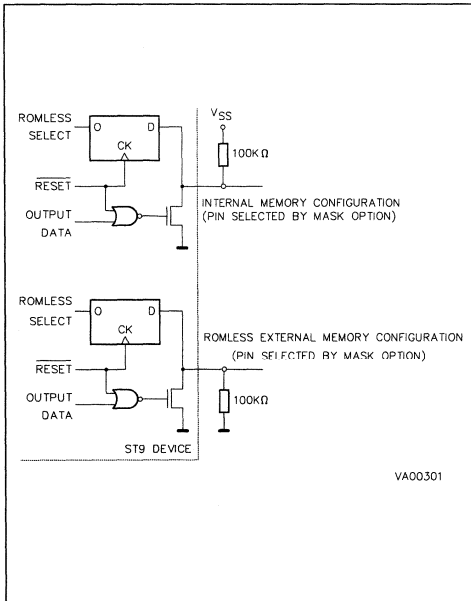 VSS
ROMLESS
SELECT
O
D
CK
100KΩ
RESET
INTERNAL MEMORY CONFIGURATION
(PIN SELECTED BY MASK OPTION)
OUTPUT
DATA
ROMLESS
SELECT
O
D
CK
ROMLESS EXTERNAL MEMORY CONFIGURATION
(PIN SELECTED BY MASK OPTION)
RESET
OUTPUT
DATA
100KΩ
ST9 DEVICE
VA00301